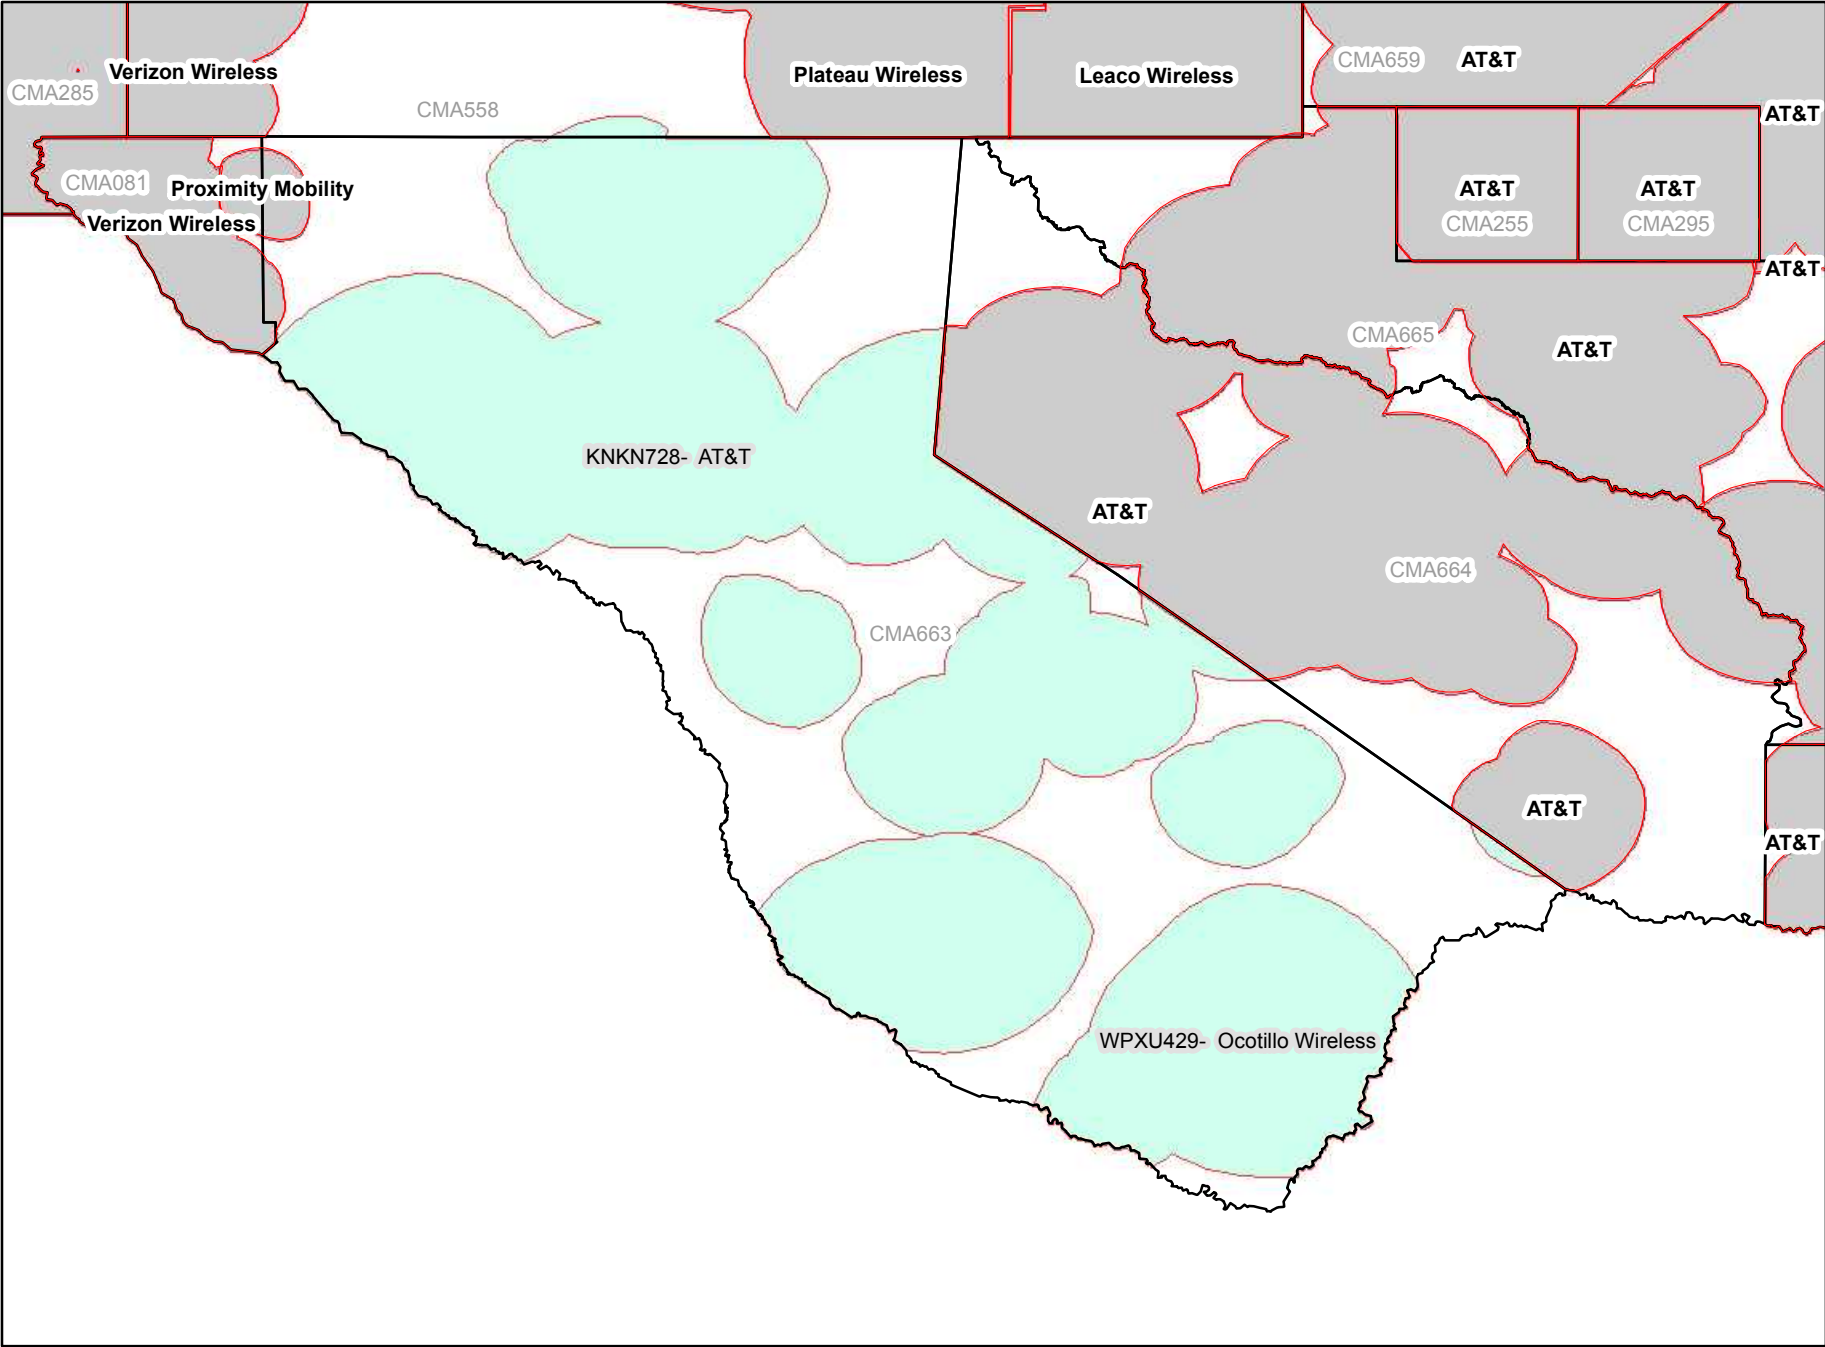 Verizon Wireless
CMA285
CMA558
Plateau Wireless
Leaco Wireless
CMA659
AT&T
AT&T
CMA081
Proximity Mobility
Verizon Wireless
AT&T
CMA255
AT&T
CMA295
AT&T
CMA665
AT&T
KNKN728- AT&T
AT&T
CMA664
CMA663
AT&T
AT&T
WPXU429- Ocotillo Wireless